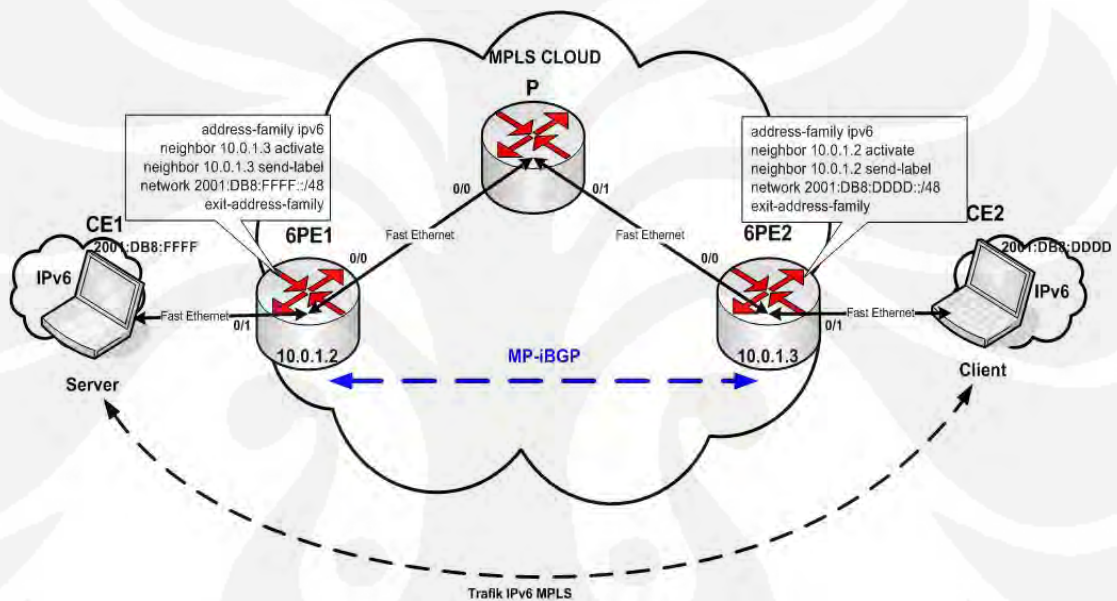 MPLS CLOUD
P
address-family ipv6
neighbor 10.0.1.3 activate
neighbor 10.0.1.3 send-label
network 2001:DB8:FFFF::/48
exit-address-family
address-family ipv6
neighbor 10.0.1.2 activate
neighbor 10.0.1.2 send-label
network 2001:DB8:DDDD::/48
exit-address-family
0/0
0/1
CE1
2001:DB8:FFFF
6PE1
Fast Ethernet
Fast Ethernet
6PE2
CE2
2001:DB8:DDDD
IPv6
0/0
0/0
IPv6
Fast Ethernet
0/1
Fast Ethernet
0/1
10.0.1.2
MP-iBGP
10.0.1.3
Server
Client
Trafik IPv6 MPLS